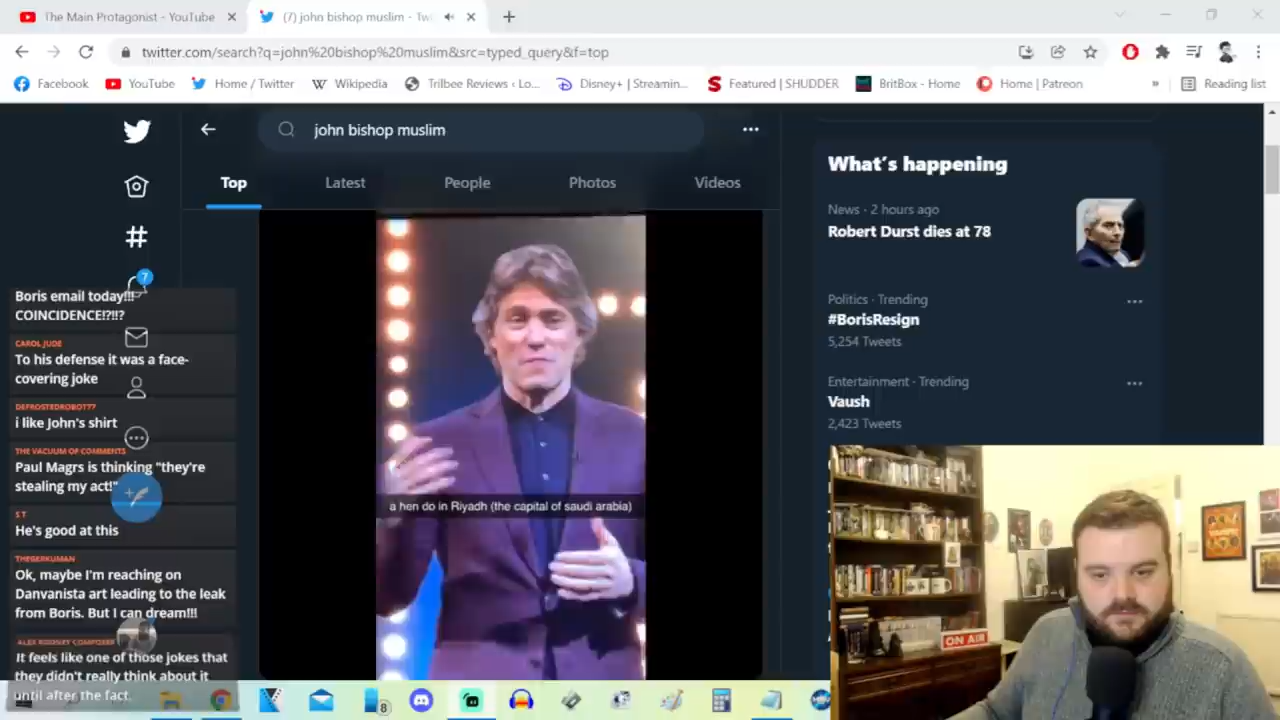 The Main Protagonist - YouTube
(7) john bishop muslim - Twi
twitter.com/search?q=john%20bishop%20muslim&src=typed_query&f=top
Facebook
YouTube
Home / Twitter
Wikipedia
Trilbee Reviews ‹ Lo...
Disney+ | Streamin...
Featured | SHUDDER
BritBox - Home
Home | Patreon
»
Reading list
john bishop muslim
Top
Latest
People
Photos
Videos
What's happening
News · 2 hours ago
Robert Durst dies at 78
Politics · Trending
#BorisResign
5,254 Tweets
Entertainment · Trending
Vaush
2,423 Tweets
7
Boris email today!!!
COINCIDENCE!?!!?
CAROL JUDE
To his defense it was a face-
covering joke
DEFROSTEDROBOT77
i like John's shirt
THE VACUUM OF COMMENTS
Paul Magrs is thinking "they're
stealing my act!"
S T
He's good at this
THEGERKUMAN
Ok, maybe I'm reaching on
Danvanista art leading to the leak
from Boris. But I can dream!!!
ALEX RODNEY COMPOSER
It feels like one of those jokes that
they didn't really think about it
until after the fact.
a hen do in Riyadh (the capital of saudi arabia)
ON AIR
8